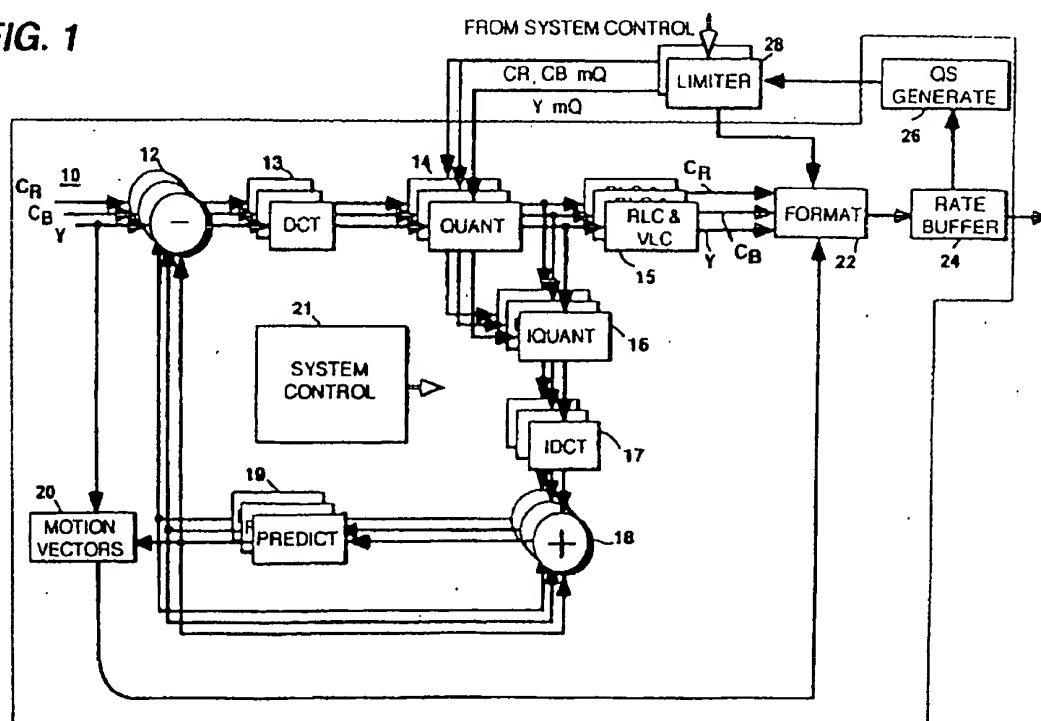 FIG. 1
FROM SYSTEM CONTROL
28
CR, CB mQ
LIMITER
QS
GENERATE
Y mQ
26
12
13
14
CR
10
CR
CB
Y
−
DCT
QUANT
RLC &
VLC
FORMAT
RATE
BUFFER
Y
CB
22
24
15
21
IQUANT
16
SYSTEM
CONTROL
IDCT
17
19
20
MOTION
VECTORS
PREDICT
+
18